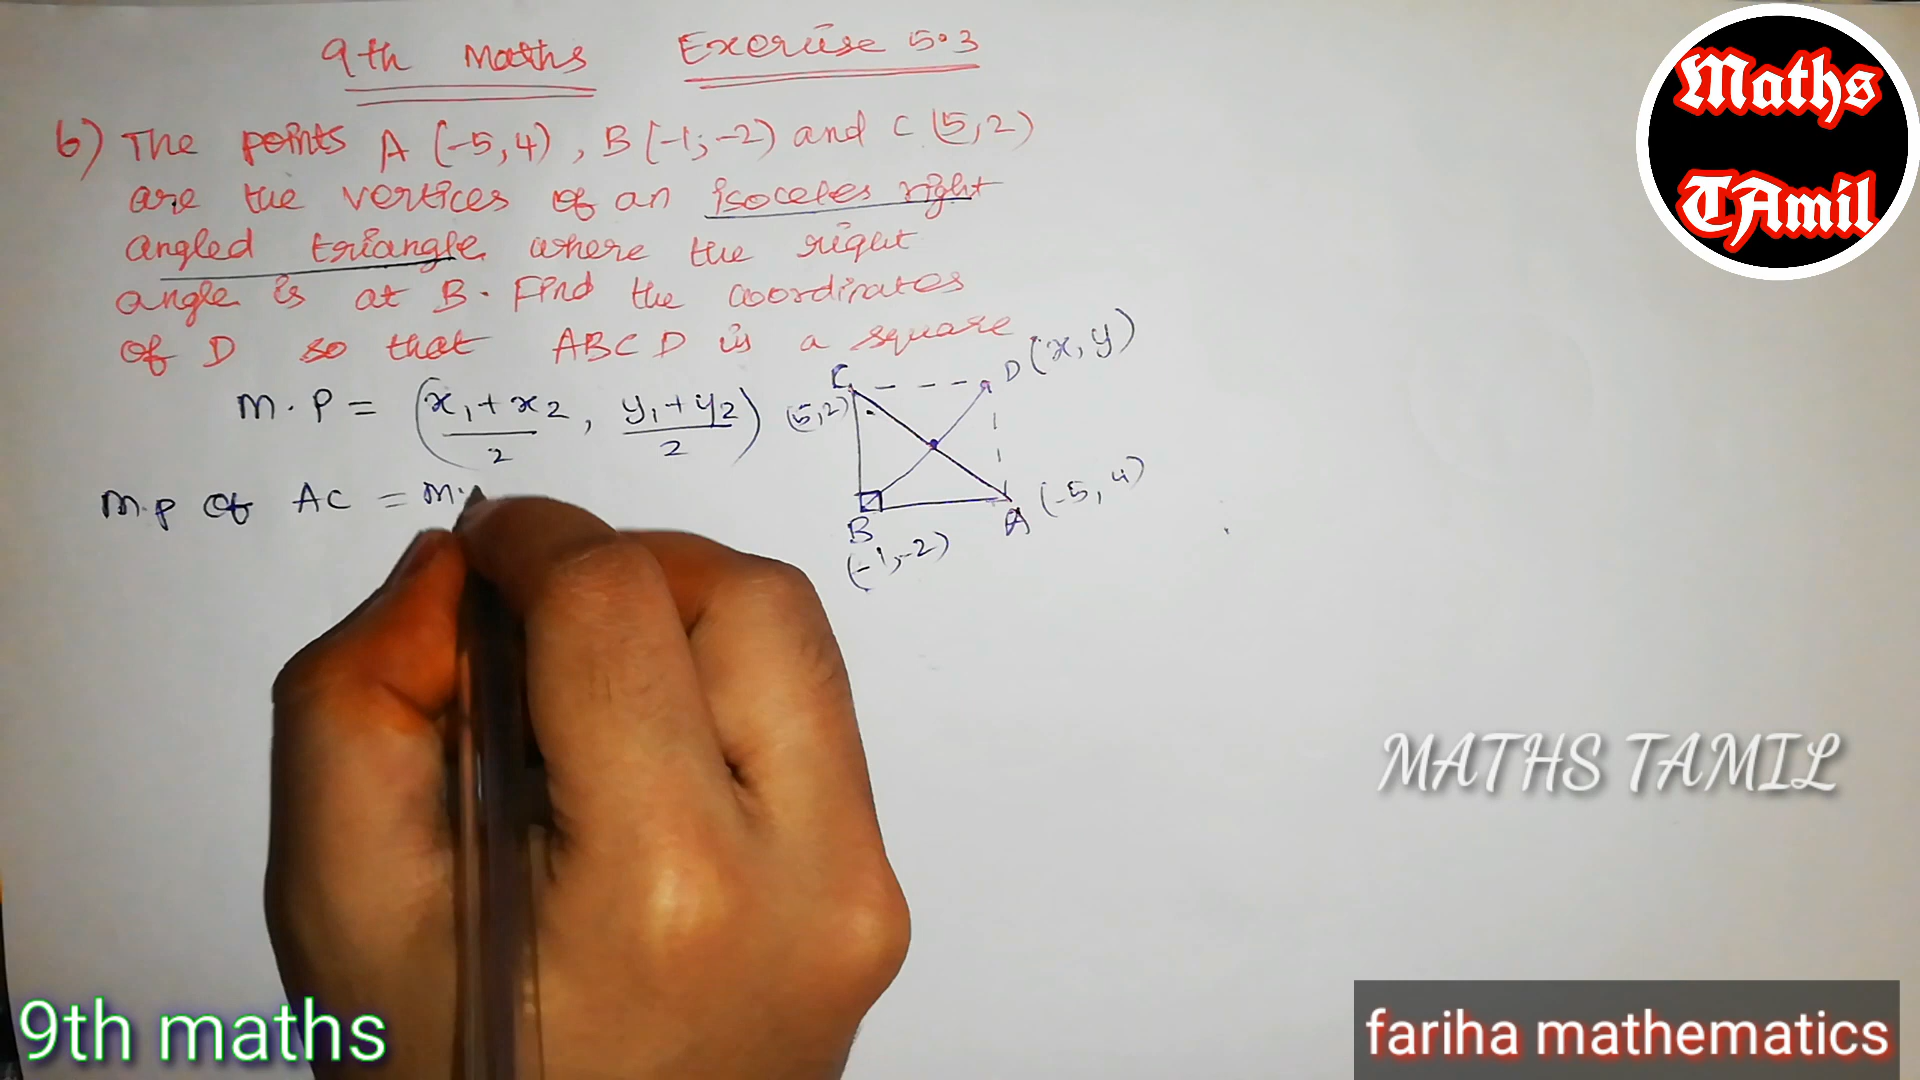 9th Maths Exercise 5.3
6) The points A (-5,4), B (-1,-2) and C (5,2)
are the vertices of an isoceles right
angled triangle where the right
angle is at B. Find the coordinates
of D so that ABCD is a square
M.P = (x₁+x₂/2, y₁+y₂/2)
M.P of AC = M.
C
(5,2)
D (x,y)
B
(-1,-2)
A (-5,4)
Maths
TAmil
MATHS TAMIL
9th maths
fariha mathematics